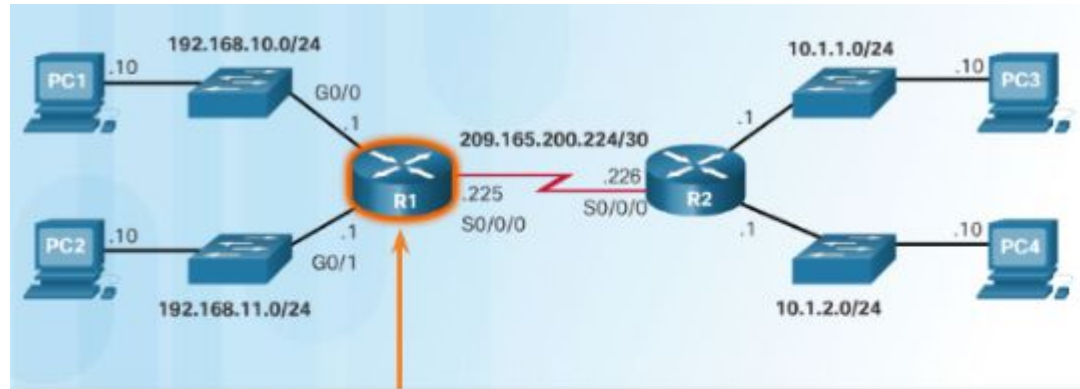 192.168.10.0/24
10.1.1.0/24
PC1
.10
G0/0
.1
.10
PC3
.1
209.165.200.224/30
R1
.225
S0/0/0
.226
S0/0/0
R2
PC2
.10
.1
G0/1
.1
.10
PC4
192.168.11.0/24
10.1.2.0/24